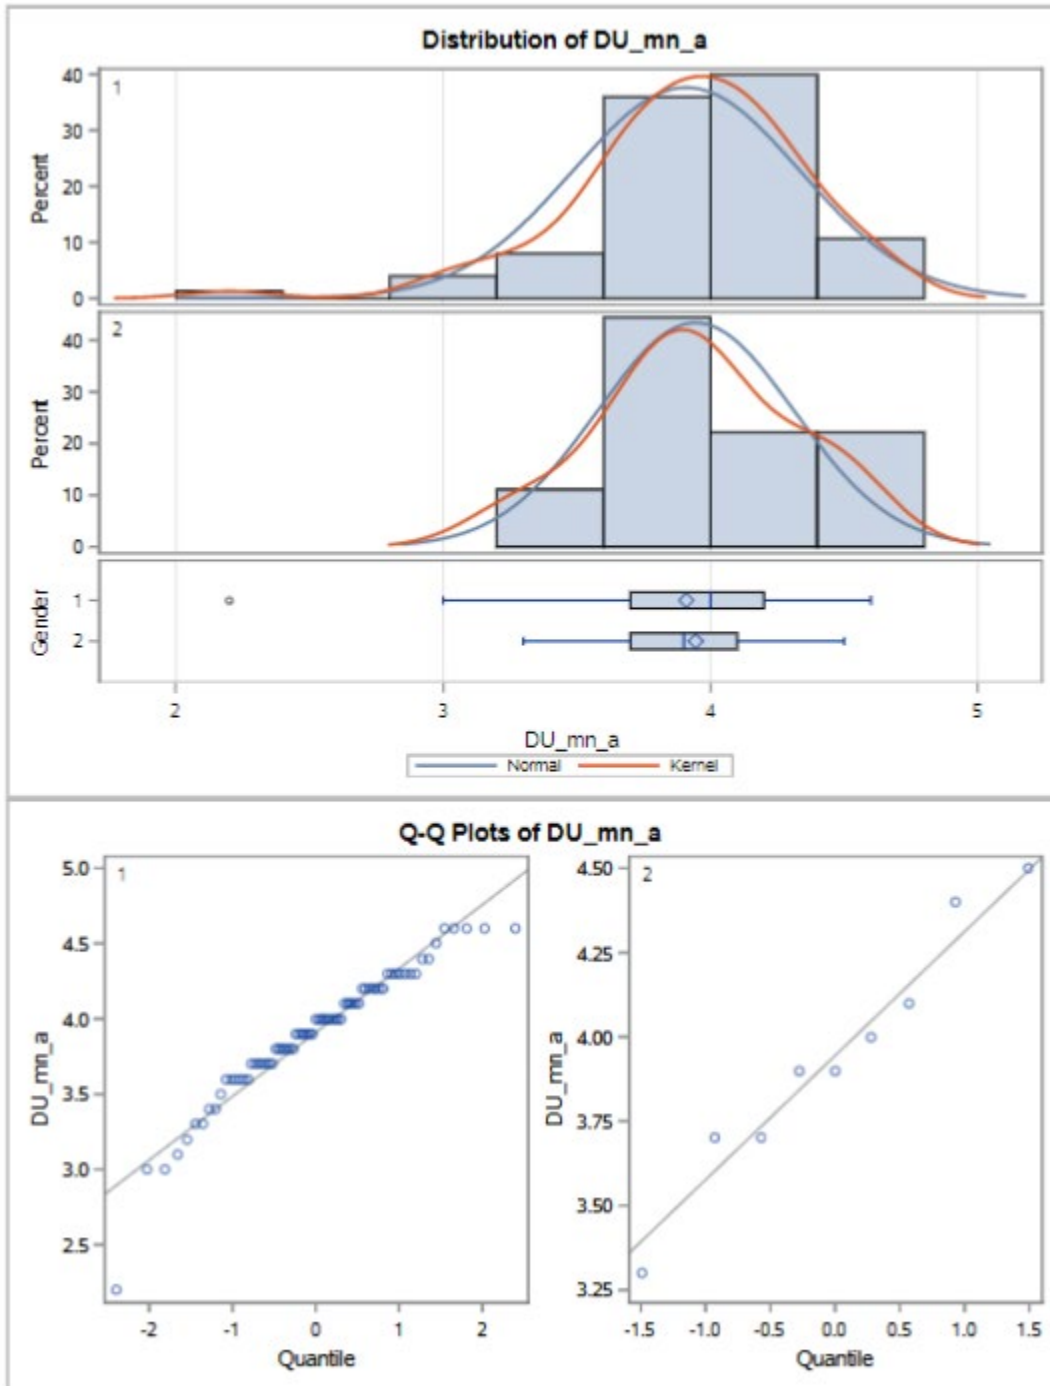 Distribution of DU_mn_a
1
40
30
20
10
0
Percent
2
40
30
20
10
0
Percent
Gender
1
2
2 3 4 5
DU_mn_a
Normal Kernel
Q-Q Plots of DU_mn_a
1
5.0
4.5
4.0
3.5
3.0
2.5
DU_mn_a
-2 -1 0 1 2
Quantile
2
4.50
4.25
4.00
3.75
3.50
3.25
DU_mn_a
-1.5 -1.0 -0.5 0.0 0.5 1.0 1.5
Quantile